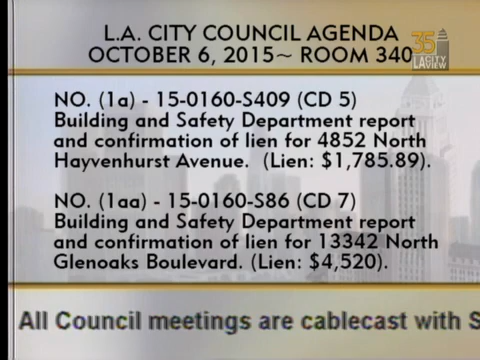 L.A. CITY COUNCIL AGENDA
OCTOBER 6, 2015~ ROOM 340
35
LACITY
VIEW
NO. (1a) - 15-0160-S409 (CD 5)
Building and Safety Department report
and confirmation of lien for 4852 North
Hayvenhurst Avenue. (Lien: $1,785.89).
NO. (1aa) - 15-0160-S86 (CD 7)
Building and Safety Department report
and confirmation of lien for 13342 North
Glenoaks Boulevard. (Lien: $4,520).
All Council meetings are cablecast with S